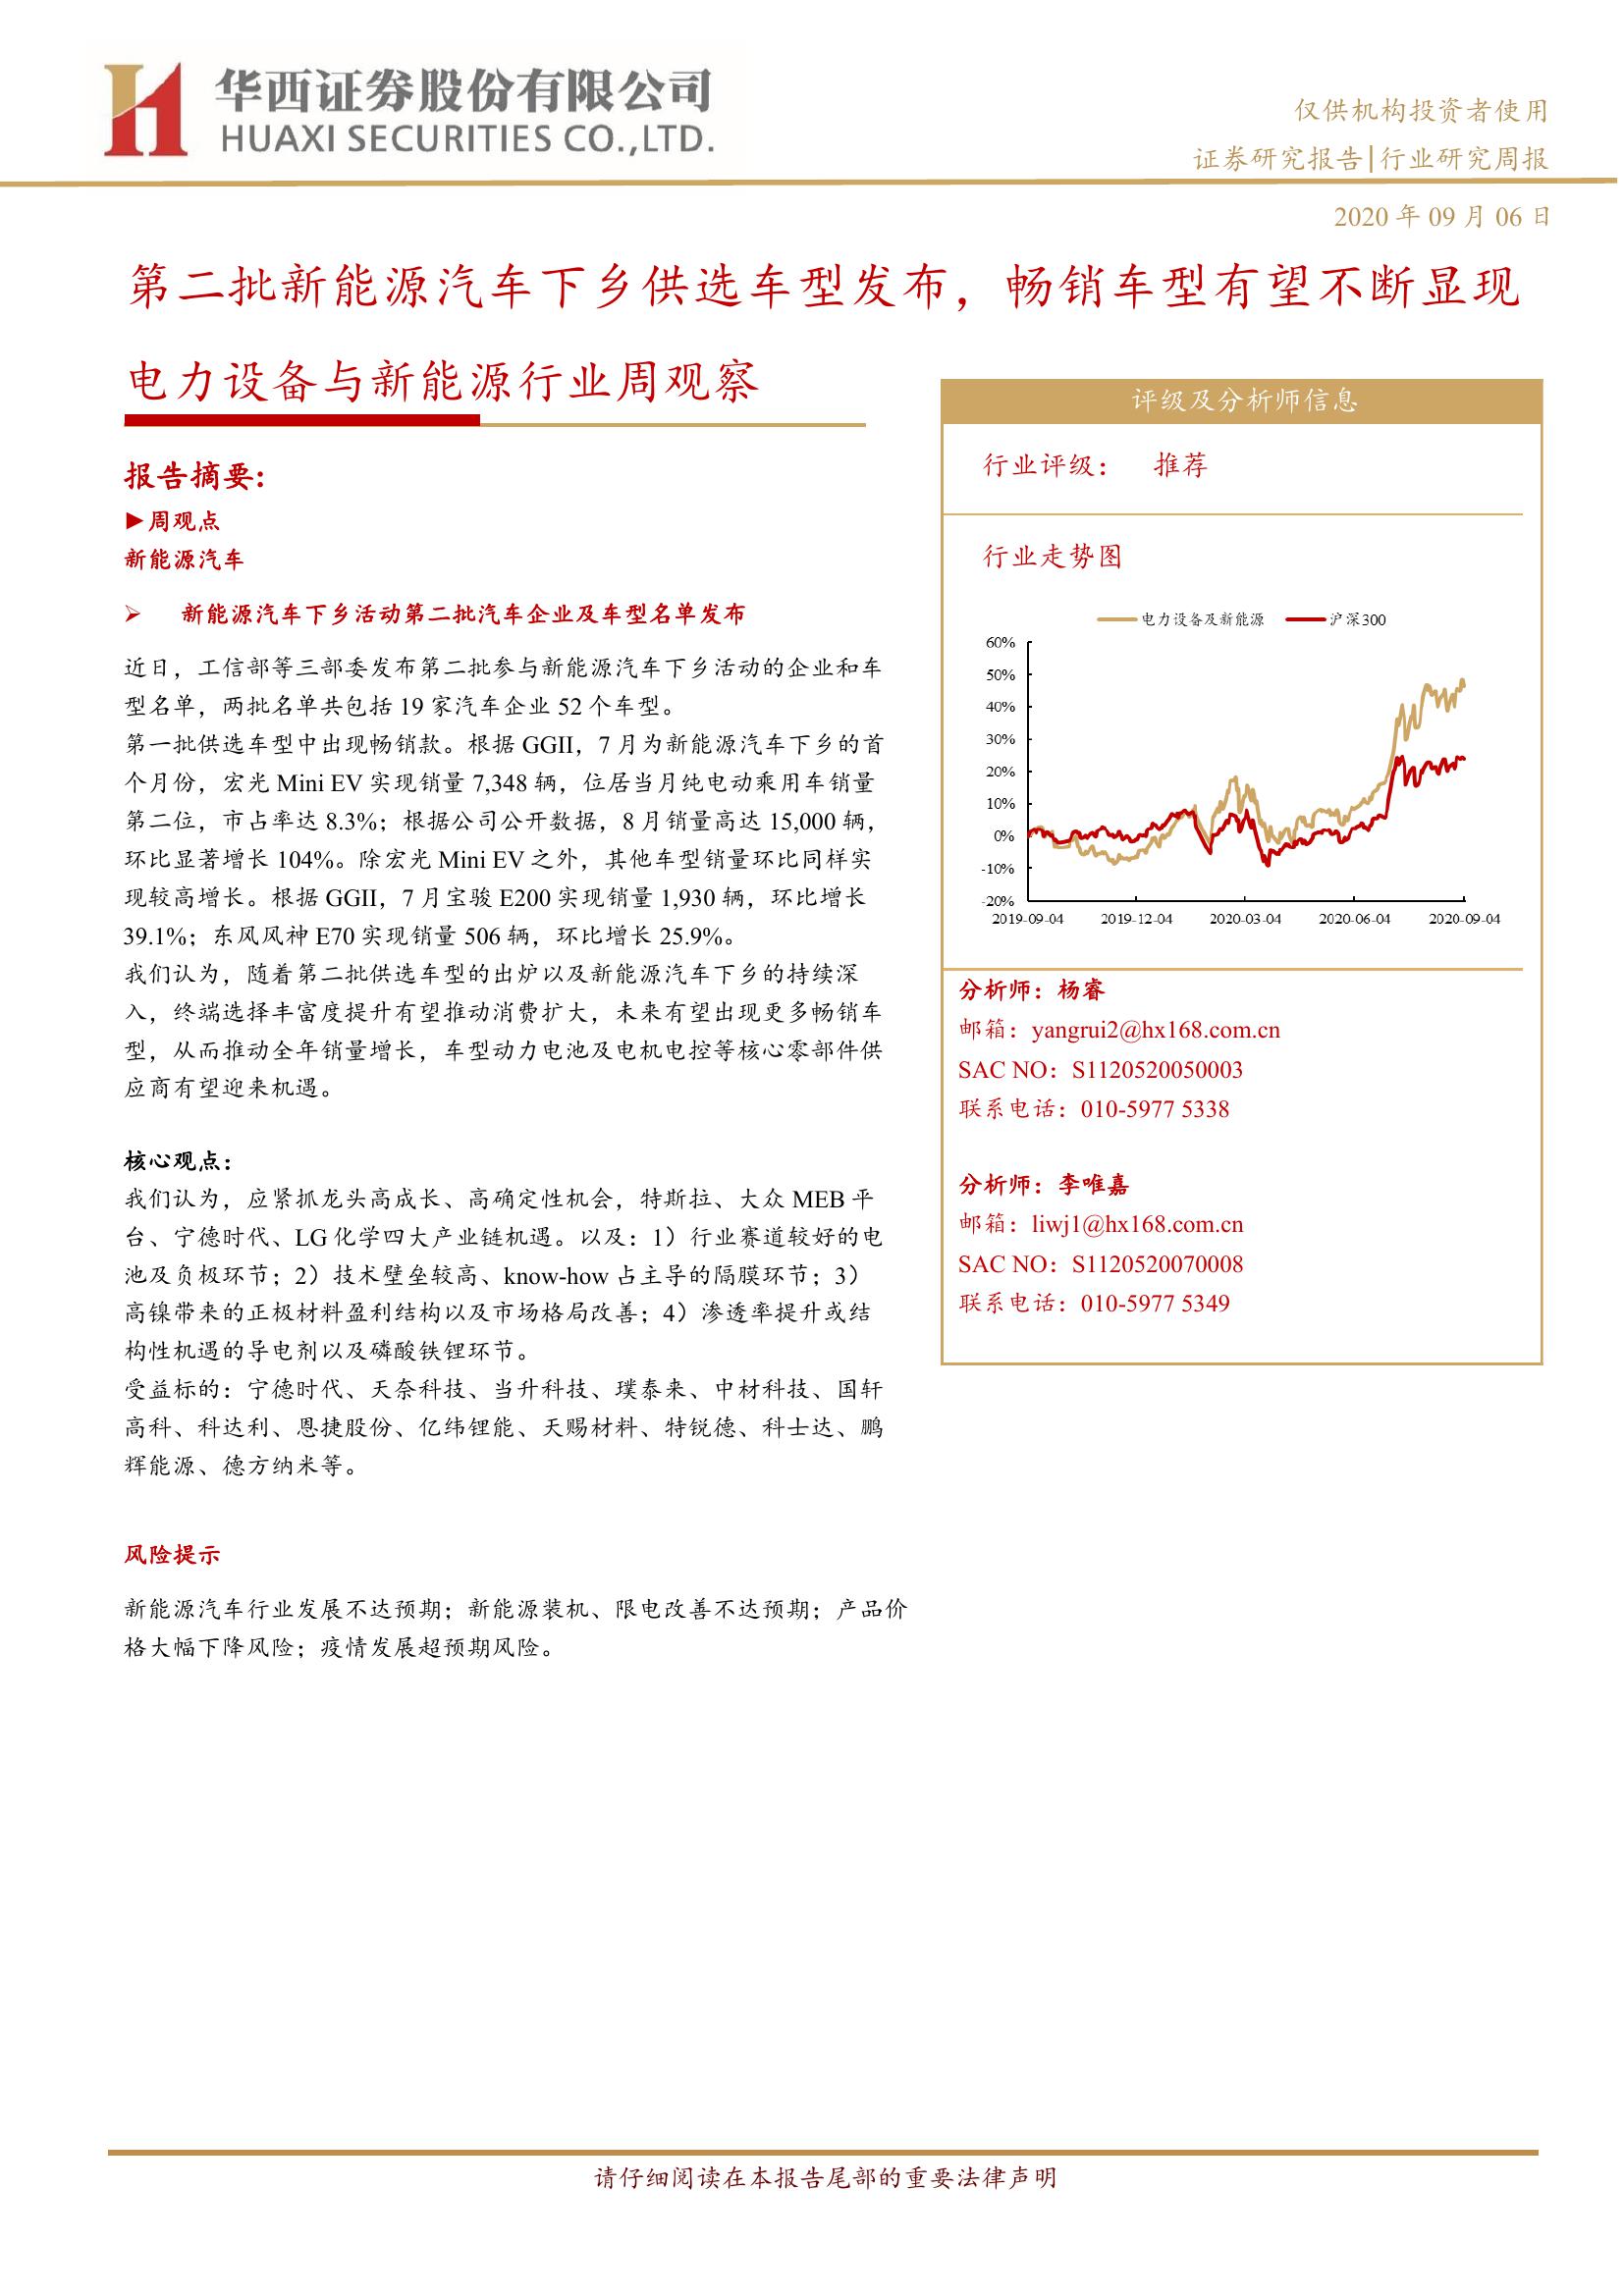 华西证券股份有限公司
HUAXI SECURITIES CO.,LTD.
仅供机构投资者使用
证券研究报告|行业研究周报
2020 年 09 月 06 日
第二批新能源汽车下乡供选车型发布，畅销车型有望不断显现
电力设备与新能源行业周观察
报告摘要:
►周观点
新能源汽车
➢ 新能源汽车下乡活动第二批汽车企业及车型名单发布
近日，工信部等三部委发布第二批参与新能源汽车下乡活动的企业和车
型名单，两批名单共包括 19 家汽车企业 52 个车型。
第一批供选车型中出现畅销款。根据 GGII，7 月为新能源汽车下乡的首
个月份，宏光 Mini EV 实现销量 7,348 辆，位居当月纯电动乘用车销量
第二位，市占率达 8.3%；根据公司公开数据，8 月销量高达 15,000 辆，
环比显著增长 104%。除宏光 Mini EV 之外，其他车型销量环比同样实
现较高增长。根据 GGII，7 月宝骏 E200 实现销量 1,930 辆，环比增长
39.1%；东风风神 E70 实现销量 506 辆，环比增长 25.9%。
我们认为，随着第二批供选车型的出炉以及新能源汽车下乡的持续深
入，终端选择丰富度提升有望推动消费扩大，未来有望出现更多畅销车
型，从而推动全年销量增长，车型动力电池及电机电控等核心零部件供
应商有望迎来机遇。
核心观点：
我们认为，应紧抓龙头高成长、高确定性机会，特斯拉、大众 MEB 平
台、宁德时代、LG 化学四大产业链机遇。以及：1）行业赛道较好的电
池及负极环节；2）技术壁垒较高、know-how 占主导的隔膜环节；3）
高镍带来的正极材料盈利结构以及市场格局改善；4）渗透率提升或结
构性机遇的导电剂以及磷酸铁锂环节。
受益标的：宁德时代、天奈科技、当升科技、璞泰来、中材科技、国轩
高科、科达利、恩捷股份、亿纬锂能、天赐材料、特锐德、科士达、鹏
辉能源、德方纳米等。
风险提示
新能源汽车行业发展不达预期；新能源装机、限电改善不达预期；产品价
格大幅下降风险；疫情发展超预期风险。
评级及分析师信息
行业评级： 推荐
行业走势图
电力设备及新能源 沪深300
60%
50%
40%
30%
20%
10%
0%
-10%
-20%
2019-09-04 2019-12-04 2020-03-04 2020-06-04 2020-09-04
分析师：杨睿
邮箱：yangrui2@hx168.com.cn
SAC NO：S1120520050003
联系电话：010-5977 5338
分析师：李唯嘉
邮箱：liwj1@hx168.com.cn
SAC NO：S1120520070008
联系电话：010-5977 5349
请仔细阅读在本报告尾部的重要法律声明